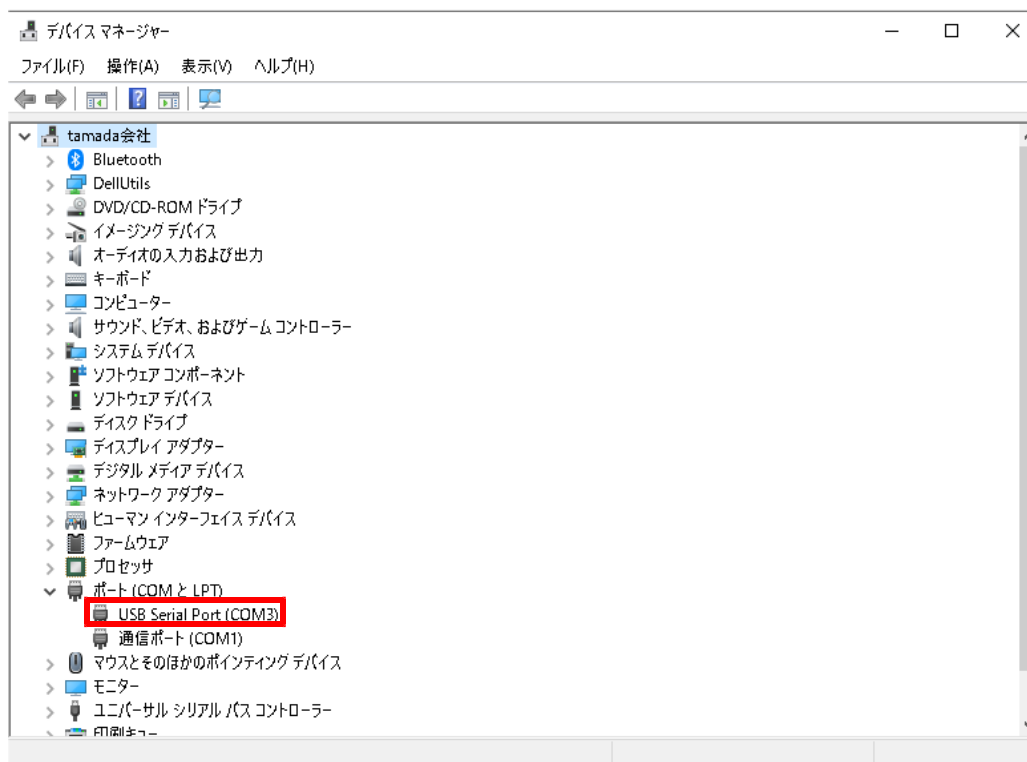 デバイス マネージャー
ファイル(F) 操作(A) 表示(V) ヘルプ(H)
tamada会社
Bluetooth
DellUtils
DVD/CD-ROM ドライブ
イメージング デバイス
オーディオの入力および出力
キーボード
コンピューター
サウンド、ビデオ、およびゲーム コントローラー
システム デバイス
ソフトウェア コンポーネント
ソフトウェア デバイス
ディスク ドライブ
ディスプレイ アダプター
デジタル メディア デバイス
ネットワーク アダプター
ヒューマン インターフェイス デバイス
ファームウェア
プロセッサ
ポート (COM と LPT)
USB Serial Port (COM3)
通信ポート (COM1)
マウスとそのほかのポインティング デバイス
モニター
ユニバーサル シリアル バス コントローラー
印刷キュー